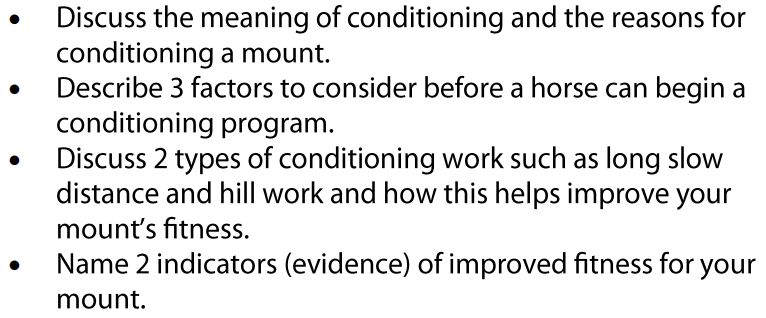 • Discuss the meaning of conditioning and the reasons for
conditioning a mount.
• Describe 3 factors to consider before a horse can begin a
conditioning program.
• Discuss 2 types of conditioning work such as long slow
distance and hill work and how this helps improve your
mount's fitness.
• Name 2 indicators (evidence) of improved fitness for your
mount.